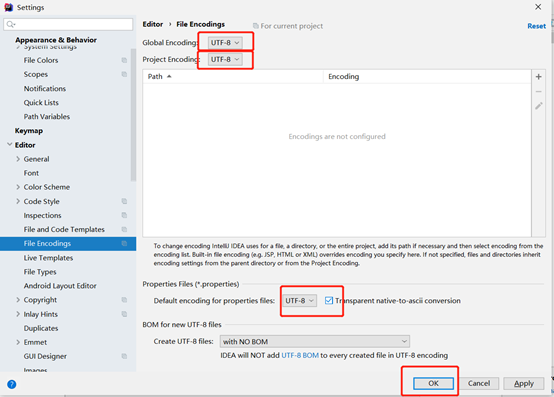 Settings
Appearance & Behavior
System Settings
File Colors
Scopes
Notifications
Quick Lists
Path Variables
Keymap
Editor
General
Font
Color Scheme
Code Style
Inspections
File and Code Templates
File Encodings
Live Templates
File Types
Android Layout Editor
Copyright
Inlay Hints
Duplicates
Emmet
GUI Designer
Images
Editor › File Encodings
For current project
Reset
Global Encoding: UTF-8
Project Encoding: UTF-8
Path Encoding
Encodings are not configured
To change encoding IntelliJ IDEA uses for a file, a directory, or the entire project, add its path if necessary and then select encoding from the
encoding list. Built-in file encoding (e.g. JSP, HTML or XML) overrides encoding you specify here. If not specified, files and directories inherit
encoding settings from the parent directory or from the Project Encoding.
Properties Files (*.properties)
Default encoding for properties files: UTF-8 Transparent native-to-ascii conversion
BOM for new UTF-8 files
Create UTF-8 files: with NO BOM
IDEA will NOT add UTF-8 BOM to every created file in UTF-8 encoding
? OK Cancel Apply